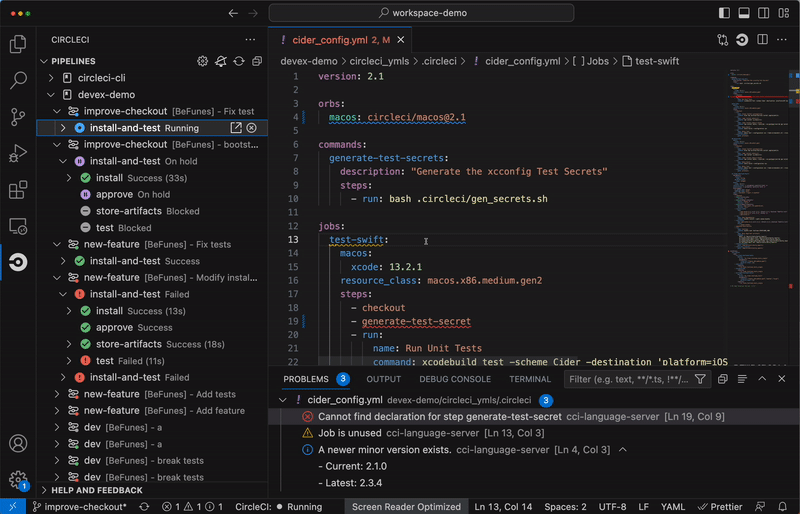 workspace-demo
CIRCLECI
PIPELINES
circleci-cli
devex-demo
improve-checkout [BeFunes] - Fix test
install-and-test Running
improve-checkout [BeFunes] - bootst...
install-and-test On hold
install Success (33s)
approve On hold
store-artifacts Blocked
test Blocked
new-feature [BeFunes] - Fix tests
install-and-test Success
new-feature [BeFunes] - Modify instal...
install-and-test Failed
install Success (13s)
approve Success
store-artifacts Success (18s)
test Failed (11s)
install-and-test Failed
new-feature [BeFunes] - Add tests
new-feature [BeFunes] - Add feature
dev [BeFunes] - a
dev [BeFunes] - a
dev [BeFunes] - break tests
dev [BeFunes] - break tests
HELP AND FEEDBACK
1
cider_config.yml 2, M
devex-demo > circleci_ymls > .circleci > ! cider_config.yml > [ ] Jobs > test-swift
1 version: 2.1
2
3 orbs:
4 macos: circleci/macos@2.1
5
6 commands:
7 generate-test-secrets:
8 description: "Generate the xcconfig Test Secrets"
9 steps:
10 - run: bash .circleci/gen_secrets.sh
11
12 jobs:
13 test-swift:
14 macos:
15 xcode: 13.2.1
16 resource_class: macos.x86.medium.gen2
17 steps:
18 - checkout
19 - generate-test-secret
20 - run:
21 name: Run Unit Tests
22 command: xcodebuild test -scheme Cider -destination 'platform=iOS
PROBLEMS 3 OUTPUT DEBUG CONSOLE TERMINAL Filter (e.g. text, **/*.ts, !**/...
! cider_config.yml devex-demo/circleci_ymls/.circleci 3
Cannot find declaration for step generate-test-secret cci-language-server [Ln 19, Col 9]
Job is unused cci-language-server [Ln 13, Col 3]
A newer minor version exists. cci-language-server [Ln 4, Col 3]
- Current: 2.1.0
- Latest: 2.3.4
improve-checkout* 1 1 1 CircleCI: Running Screen Reader Optimized Ln 13, Col 14 Spaces: 2 UTF-8 LF YAML Prettier